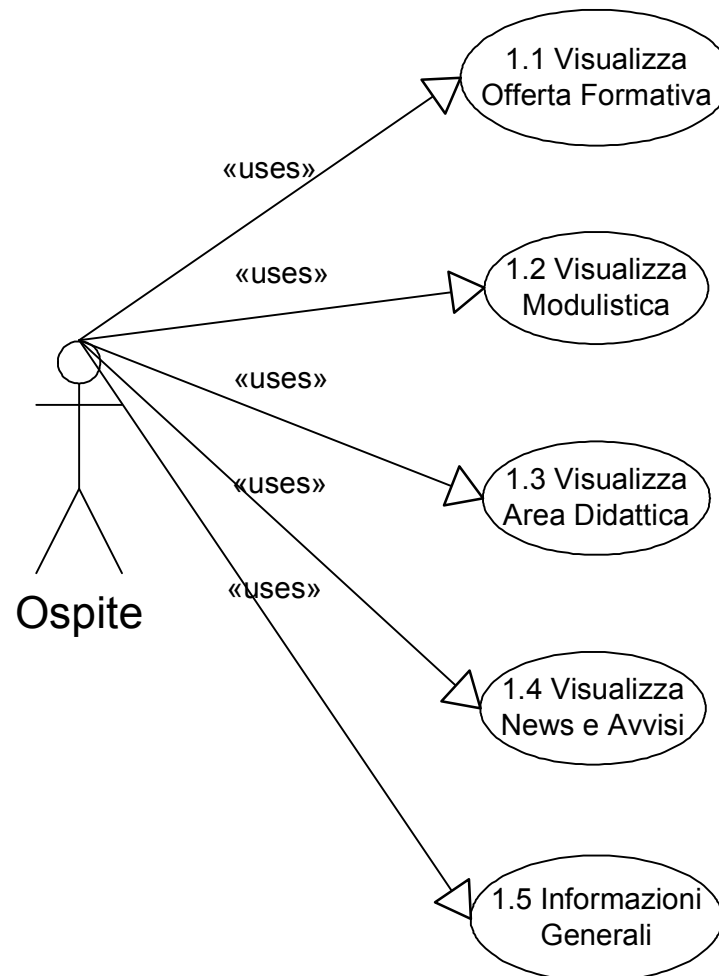 1.1 Visualizza
Offerta Formativa
«uses»
«uses»
1.2 Visualizza
Modulistica
«uses»
1.3 Visualizza
Area Didattica
«uses»
«uses»
Ospite
1.4 Visualizza
News e Avvisi
1.5 Informazioni
Generali